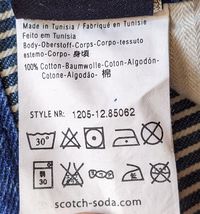 Made in Tunisia / Fabriqué en Tunisie
Feito em Tunisia
Body-Oberstoff-Corps-Corpo-tessuto
esterno-Corpo- 身頃
100% Cotton-Baumwolle-Coton-Algodón-
Cotone-Algodão- 棉
STYLE NR: 1205-12.85062
30°
30
scotch-soda.com